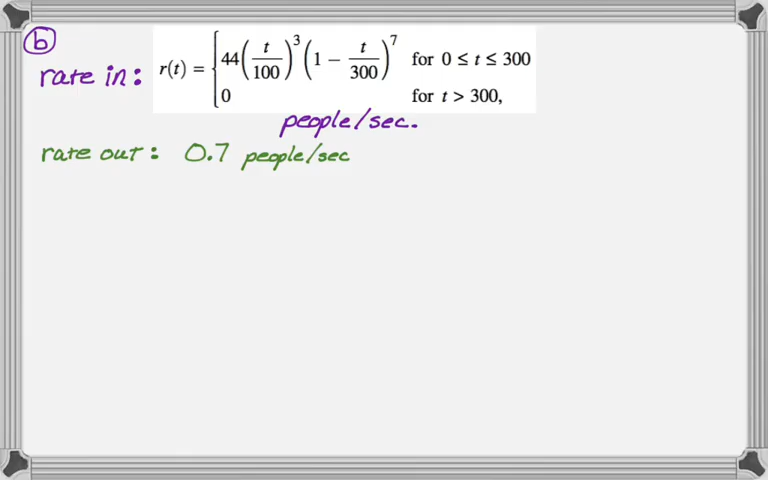 b
rate in: r(t) = { 44(t/100)^3 (1 − t/300)^7 for 0 ≤ t ≤ 300
0 for t > 300,
people/sec.
rate out: 0.7 people/sec